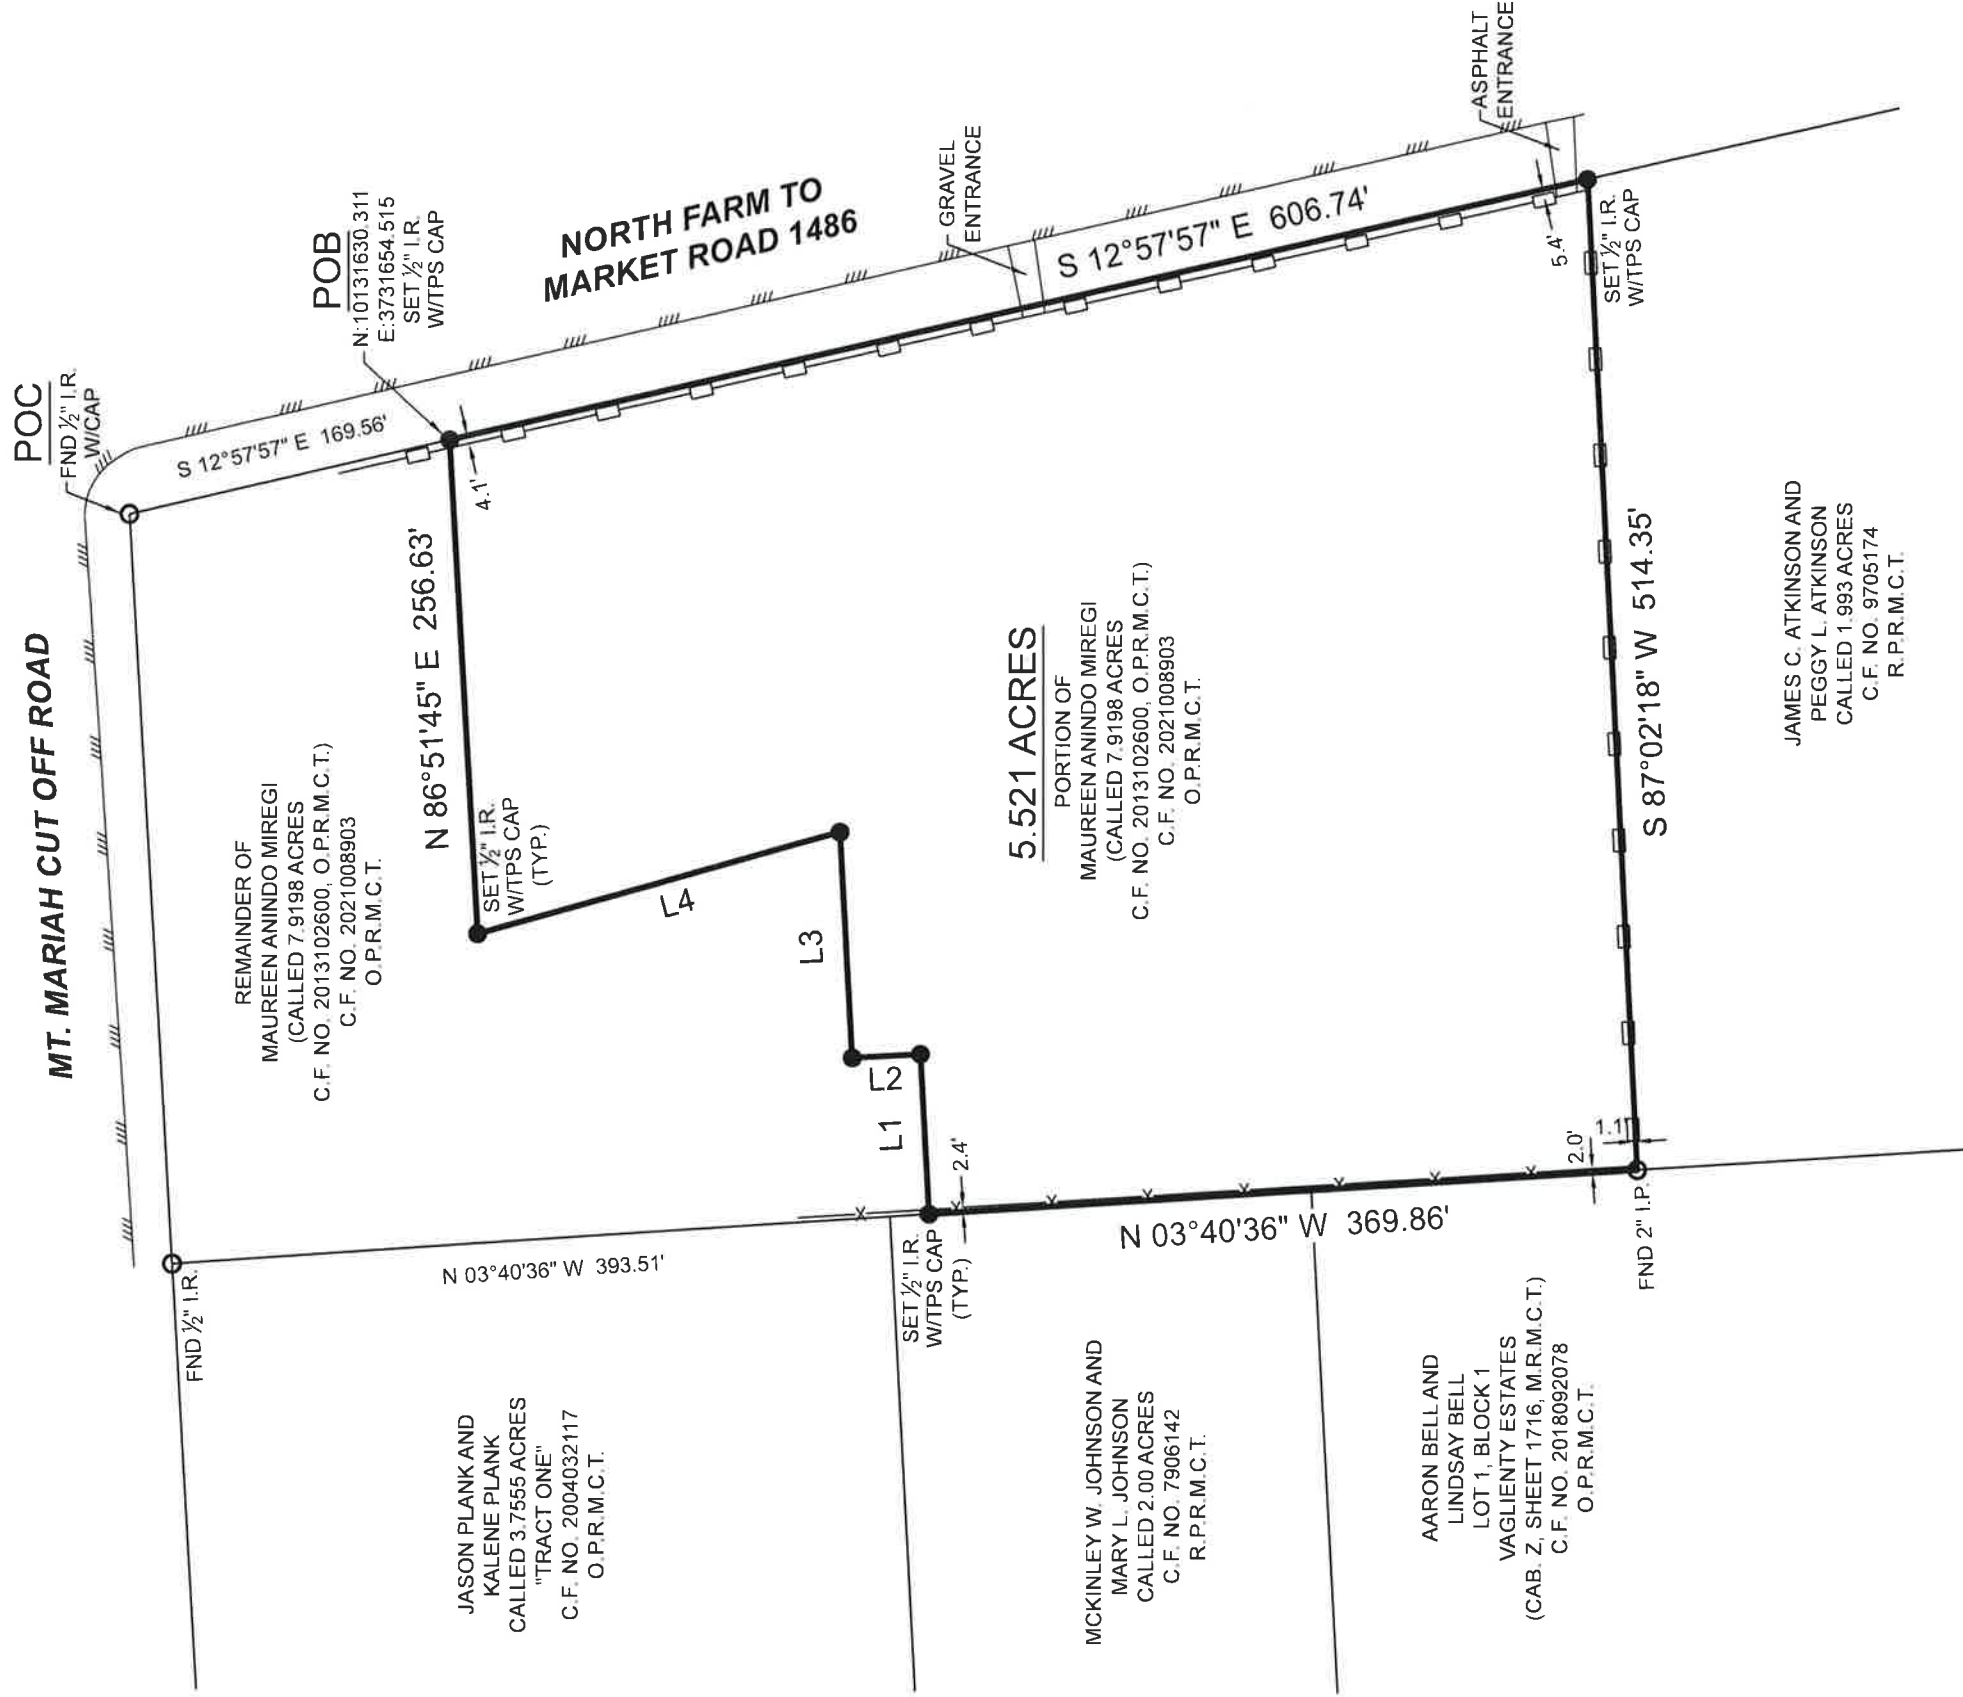 MT. MARIAH CUT OFF ROAD
POC
FND ½" I.R.
W/CAP
S 12°57'57" E 169.56'
POB
N:10131630.311
E:3731654.515
SET ½" I.R.
W/TPS CAP
NORTH FARM TO
MARKET ROAD 1486
GRAVEL
ENTRANCE
ASPHALT
ENTRANCE
S 12°57'57" E 606.74'
5.4'
SET ½" I.R.
W/TPS CAP
4.1'
N 86°51'45" E 256.63'
REMAINDER OF
MAUREEN ANINDO MIREGI
(CALLED 7.9198 ACRES
C.F. NO. 2013102600, O.P.R.M.C.T.)
C.F. NO. 2021008903
O.P.R.M.C.T.
SET ½" I.R.
W/TPS CAP
(TYP.)
L4
L3
L2
L1
5.521 ACRES
PORTION OF
MAUREEN ANINDO MIREGI
(CALLED 7.9198 ACRES
C.F. NO. 2013102600, O.P.R.M.C.T.)
C.F. NO. 2021008903
O.P.R.M.C.T.
S 87°02'18" W 514.35'
JAMES C. ATKINSON AND
PEGGY L. ATKINSON
CALLED 1.993 ACRES
C.F. NO. 9705174
R.P.R.M.C.T.
2.4'
2.0'
1.1'
FND ½" I.R.
N 03°40'36" W 393.51'
SET ½" I.R.
W/TPS CAP
(TYP.)
N 03°40'36" W 369.86'
FND 2" I.P.
JASON PLANK AND
KALENE PLANK
CALLED 3.7555 ACRES
"TRACT ONE"
C.F. NO. 2004032117
O.P.R.M.C.T.
MCKINLEY W. JOHNSON AND
MARY L. JOHNSON
CALLED 2.00 ACRES
C.F. NO. 7906142
R.P.R.M.C.T.
AARON BELL AND
LINDSAY BELL
LOT 1, BLOCK 1
VAGLIENTY ESTATES
(CAB. Z, SHEET 1716, M.R.M.C.T.)
C.F. NO. 2018092078
O.P.R.M.C.T.